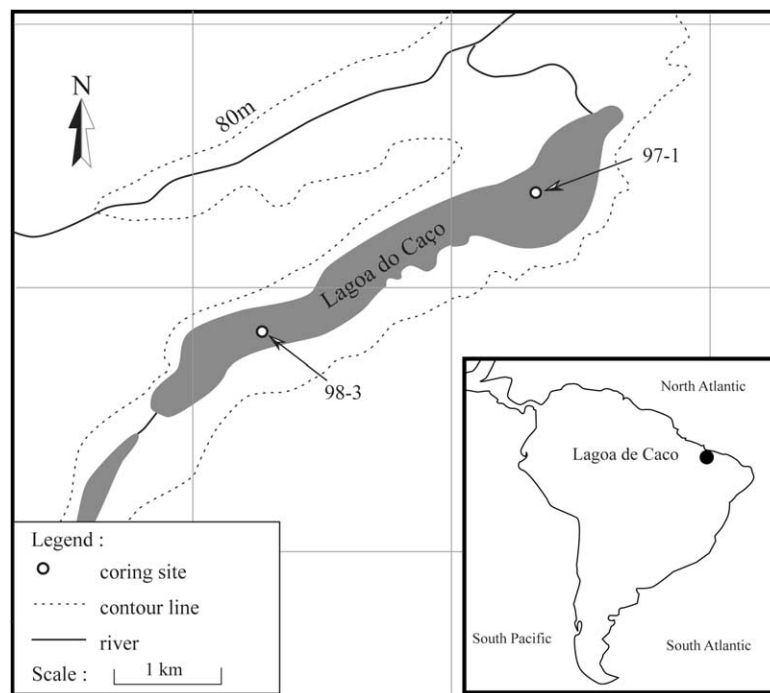 N
80m
97-1
Lagoa do Caço
98-3
Legend :
coring site
contour line
river
Scale : 1 km
North Atlantic
Lagoa de Caco
South Pacific
South Atlantic